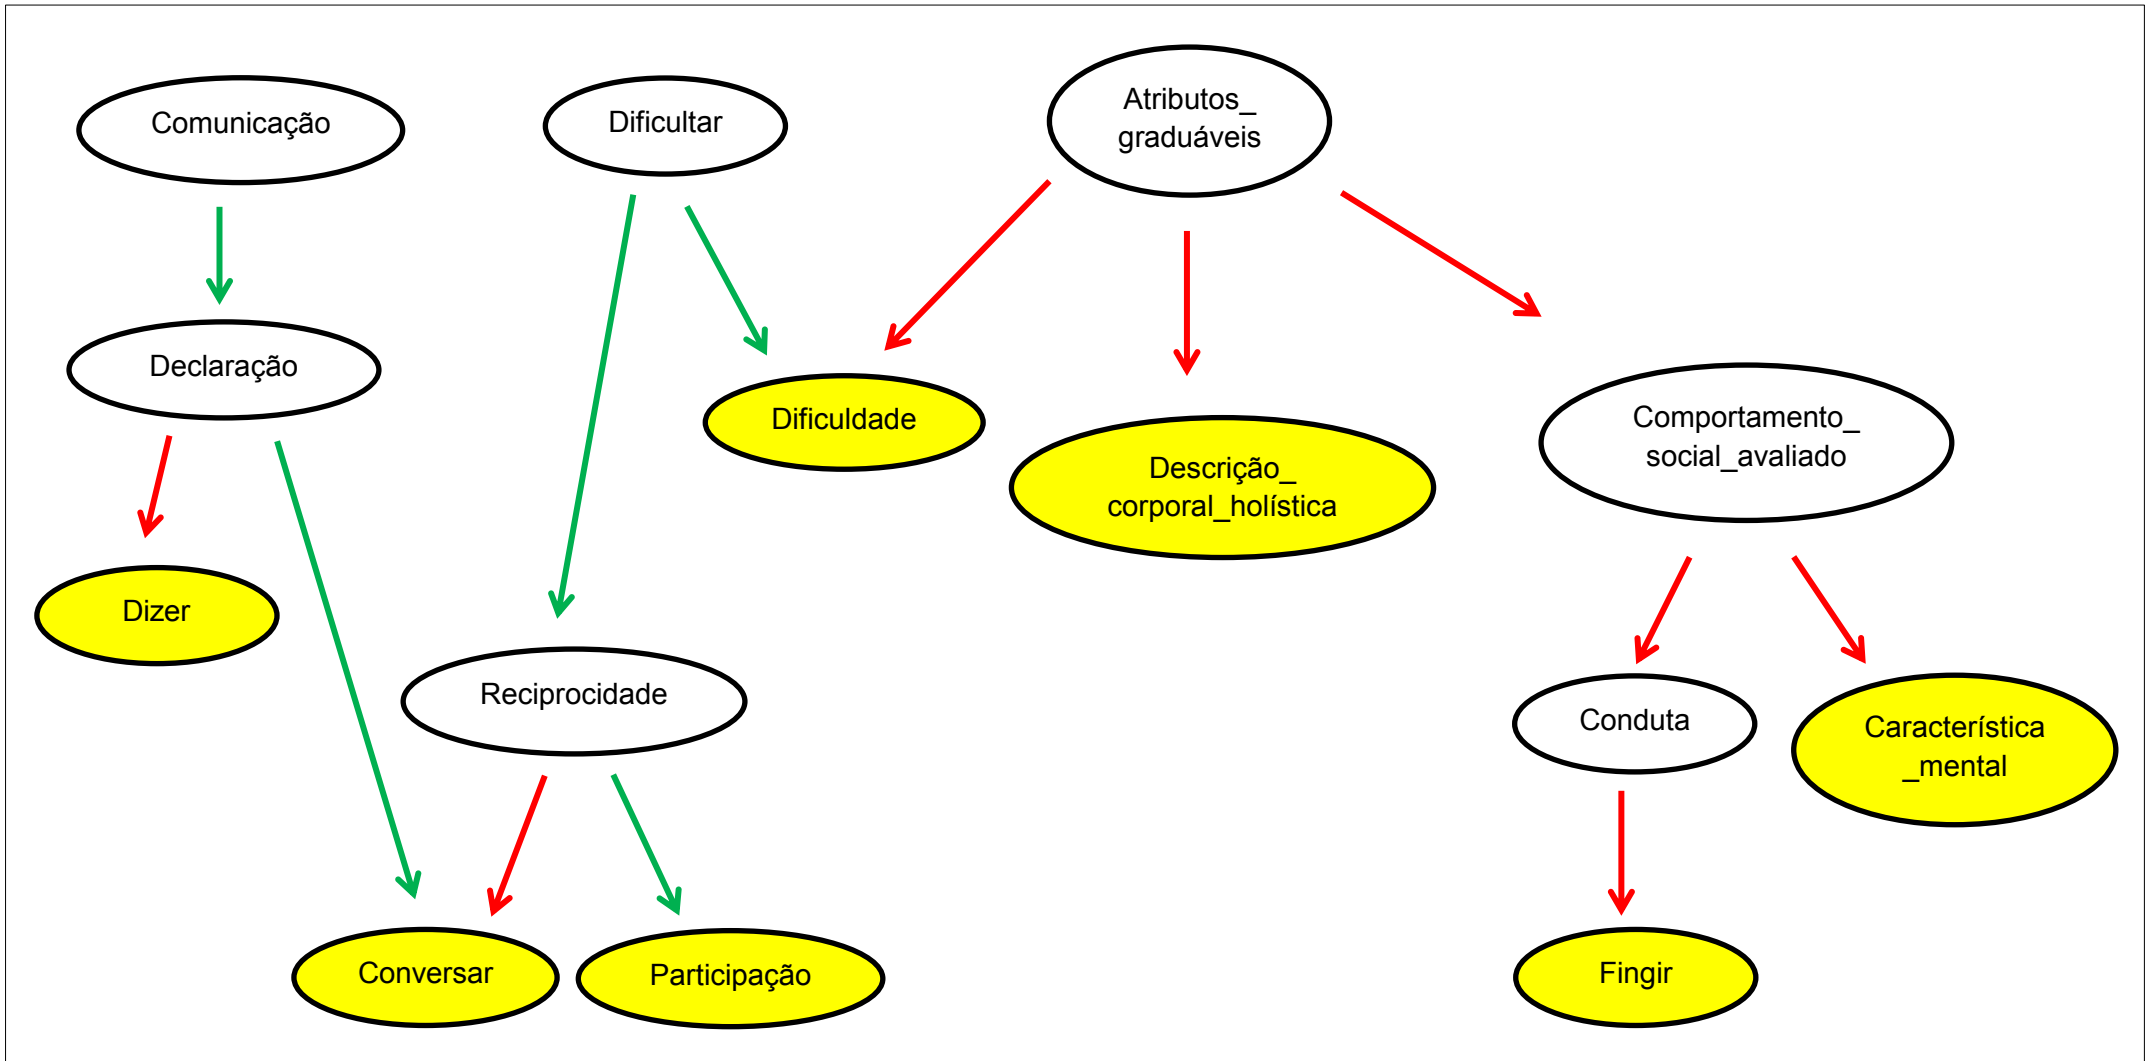 Comunicação
Dificultar
Atributos_
graduáveis
Declaração
Dificuldade
Descrição_
corporal_holística
Comportamento_
social_avaliado
Dizer
Reciprocidade
Conduta
Característica
_mental
Conversar
Participação
Fingir